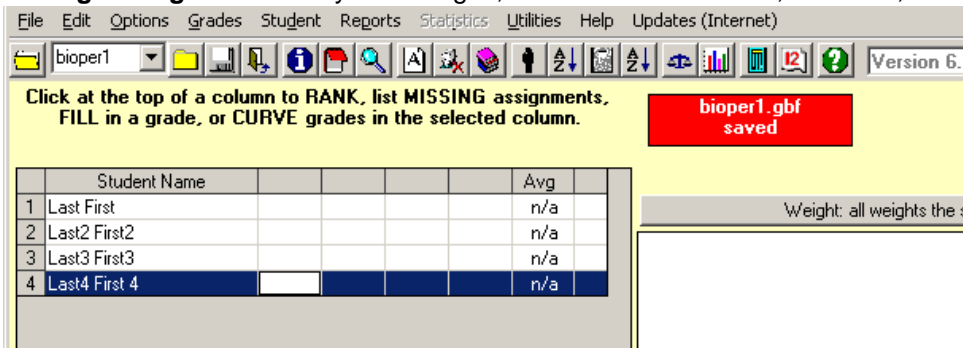 File Edit Options Grades Student Reports Statistics Utilities Help Updates (Internet)
bioper1 Version 6.
Click at the top of a column to RANK, list MISSING assignments,
FILL in a grade, or CURVE grades in the selected column.
bioper1.gbf
saved
Student Name Avg
1 Last First n/a
2 Last2 First2 n/a
3 Last3 First3 n/a
4 Last4 First 4 n/a
Weight: all weights the